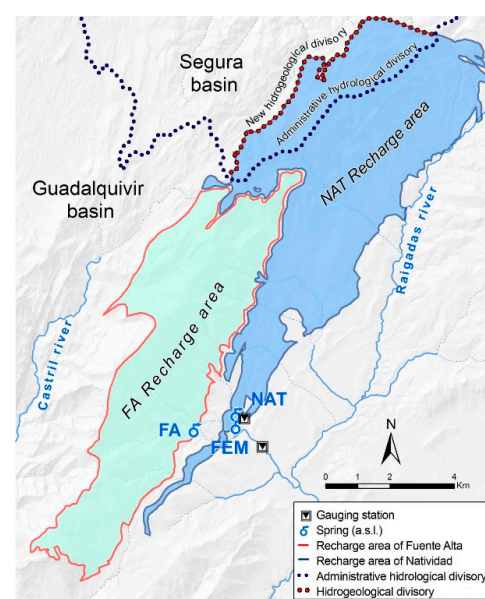 Segura
basin
New hidrogeological divisory
Administrative hydrological divisory
NAT Recharge area
Guadalquivir
basin
Raigadas river
Castril river
FA Recharge area
NAT
FA
FEM
N
0 1 2 4
Km
Gauging station
Spring (a.s.l.)
Recharge area of Fuente Alta
Recharge area of Natividad
Administrative hidrological divisory
Hidrogeological divisory